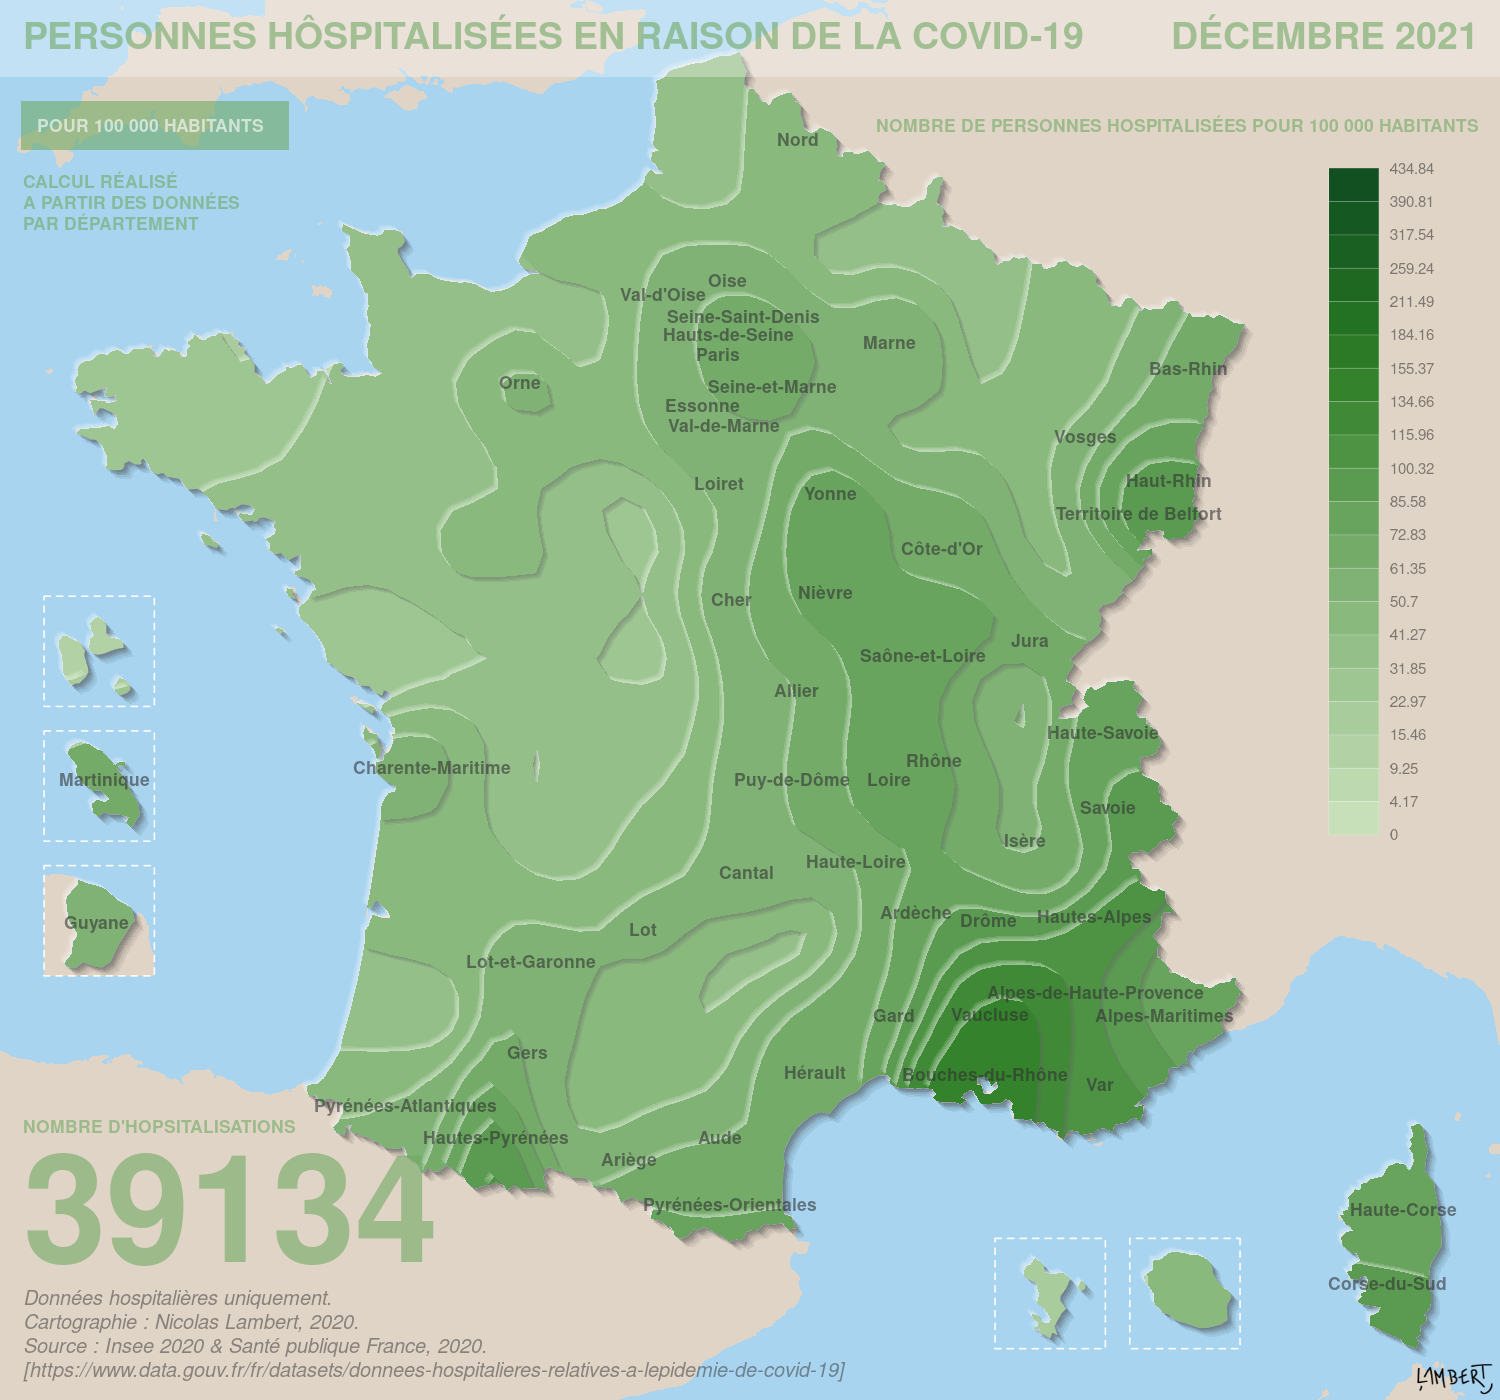 PERSONNES HÔSPITALISÉES EN RAISON DE LA COVID-19
DÉCEMBRE 2021
POUR 100 000 HABITANTS
NOMBRE DE PERSONNES HOSPITALISÉES POUR 100 000 HABITANTS
CALCUL RÉALISÉ
A PARTIR DES DONNÉES
PAR DÉPARTEMENT
434.84
390.81
317.54
259.24
211.49
184.16
155.37
134.66
115.96
100.32
85.58
72.83
61.35
50.7
41.27
31.85
22.97
15.46
9.25
4.17
0
Nord
Oise
Val-d'Oise
Seine-Saint-Denis
Hauts-de-Seine
Paris
Marne
Bas-Rhin
Orne
Seine-et-Marne
Essonne
Val-de-Marne
Vosges
Loiret
Yonne
Haut-Rhin
Territoire de Belfort
Côte-d'Or
Cher
Nièvre
Jura
Saône-et-Loire
Allier
Haute-Savoie
Charente-Maritime
Puy-de-Dôme
Loire
Rhône
Martinique
Savoie
Isère
Haute-Loire
Cantal
Ardèche
Drôme
Hautes-Alpes
Guyane
Lot
Lot-et-Garonne
Alpes-de-Haute-Provence
Gard
Vaucluse
Alpes-Maritimes
Gers
Hérault
Bouches-du-Rhône
Var
Pyrénées-Atlantiques
Hautes-Pyrénées
Aude
Ariège
Pyrénées-Orientales
Haute-Corse
Corse-du-Sud
NOMBRE D'HOPSITALISATIONS
39134
Données hospitalières uniquement.
Cartographie : Nicolas Lambert, 2020.
Source : Insee 2020 & Santé publique France, 2020.
[https://www.data.gouv.fr/fr/datasets/donnees-hospitalieres-relatives-a-lepidemie-de-covid-19]
LAMBERT